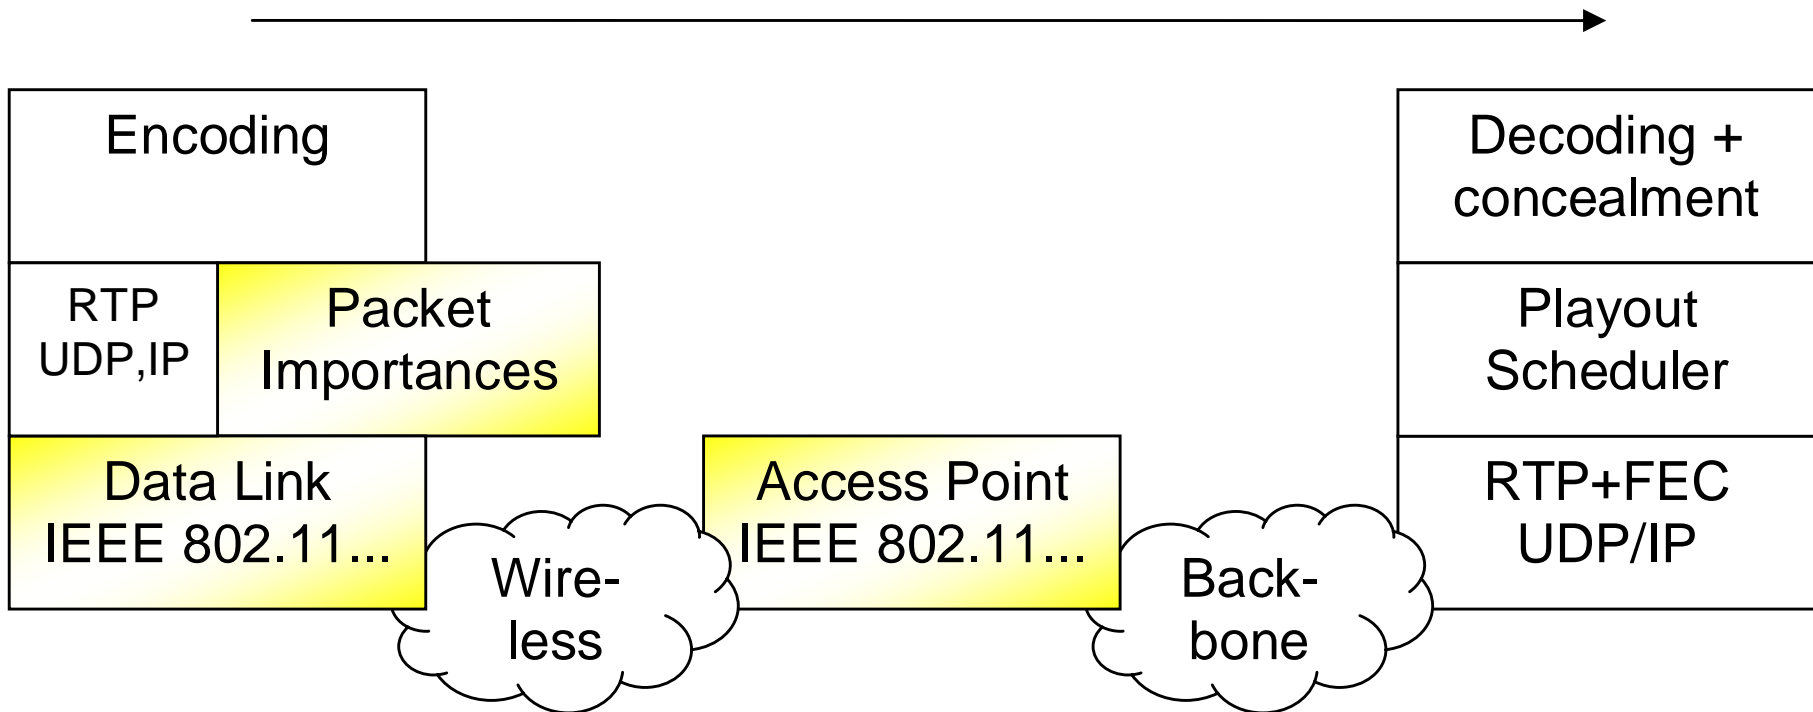 Encoding
RTP
UDP,IP
Packet
Importances
Data Link
IEEE 802.11...
Wire-
less
Access Point
IEEE 802.11...
Back-
bone
Decoding +
concealment
Playout
Scheduler
RTP+FEC
UDP/IP